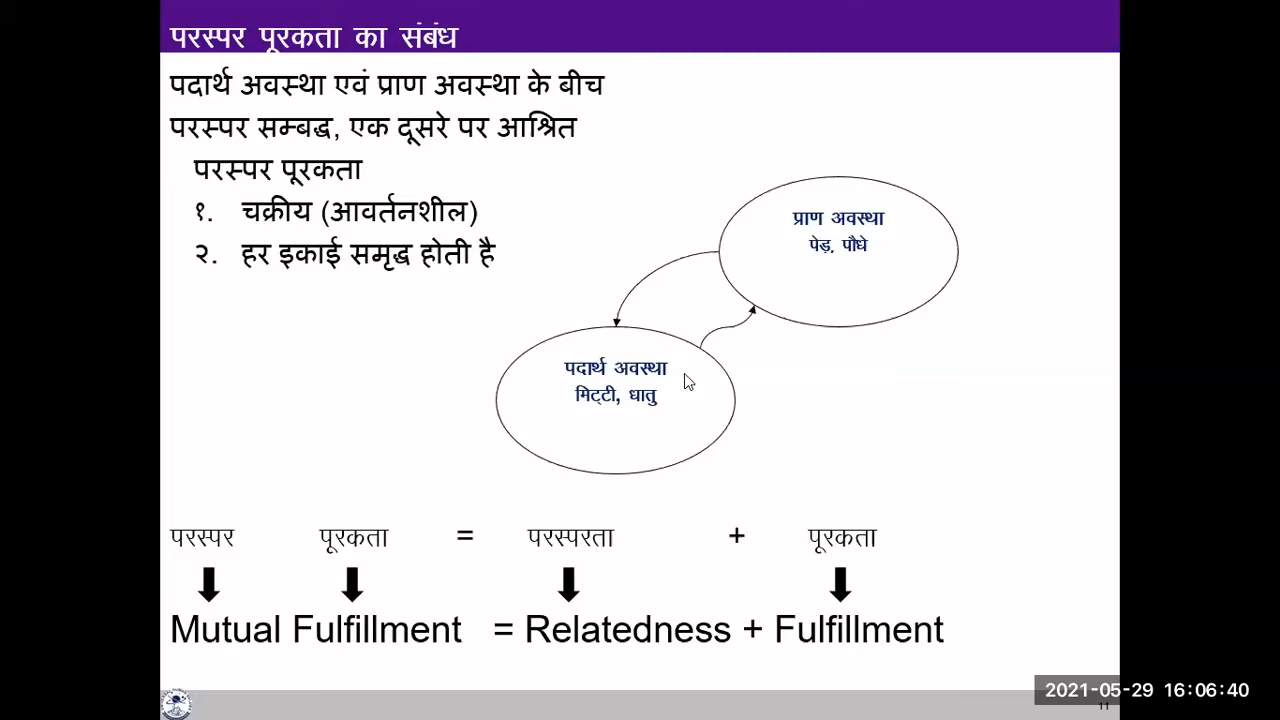 परस्पर पूरकता का संबंध
पदार्थ अवस्था एवं प्राण अवस्था के बीच
परस्पर सम्बद्ध, एक दूसरे पर आश्रित
परस्पर पूरकता
१. चक्रीय (आवर्तनशील)
२. हर इकाई समृद्ध होती है
प्राण अवस्था
पेड़, पौधे
पदार्थ अवस्था
मिट्टी, धातु
परस्पर पूरकता = परस्परता + पूरकता
Mutual Fulfillment = Relatedness + Fulfillment
2021-05-29 16:06:40
11